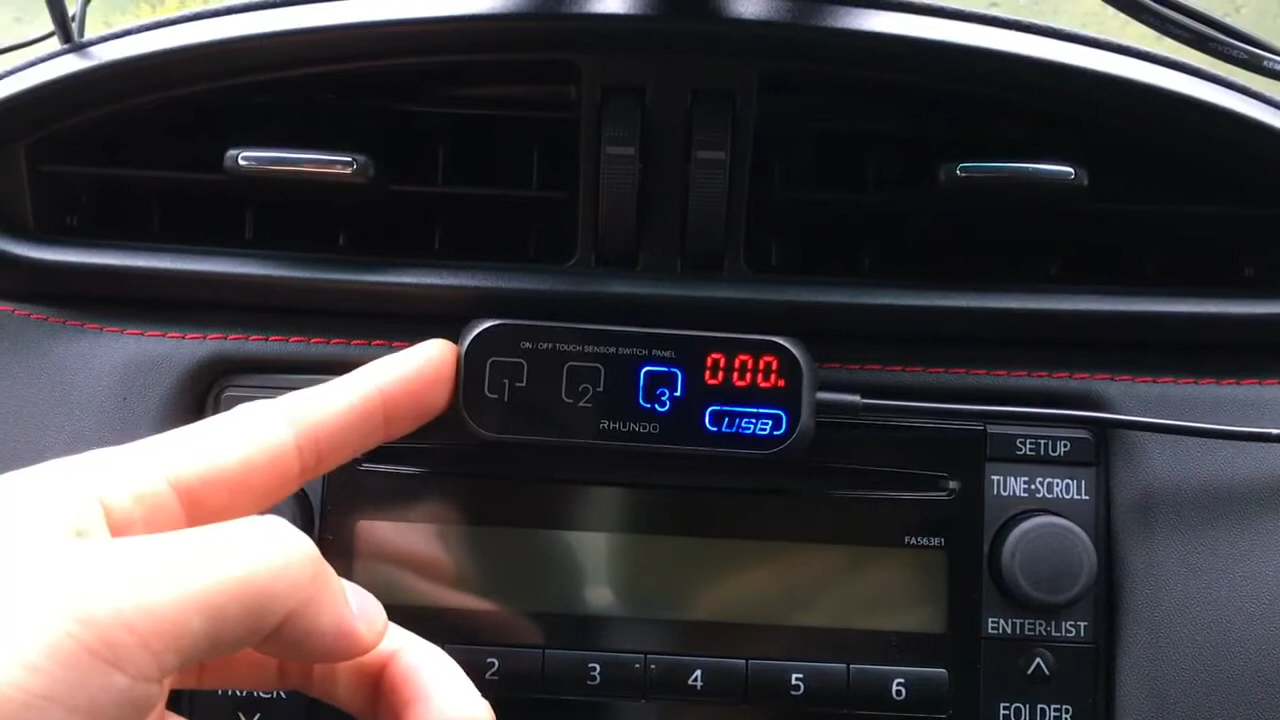 ON / OFF TOUCH SENSOR SWITCH PANEL
1
2
3
000
USB
RHUNDO
SETUP
TUNE•SCROLL
FA563E1
ENTER•LIST
2
3
4
5
6
TRACK
FOLDER